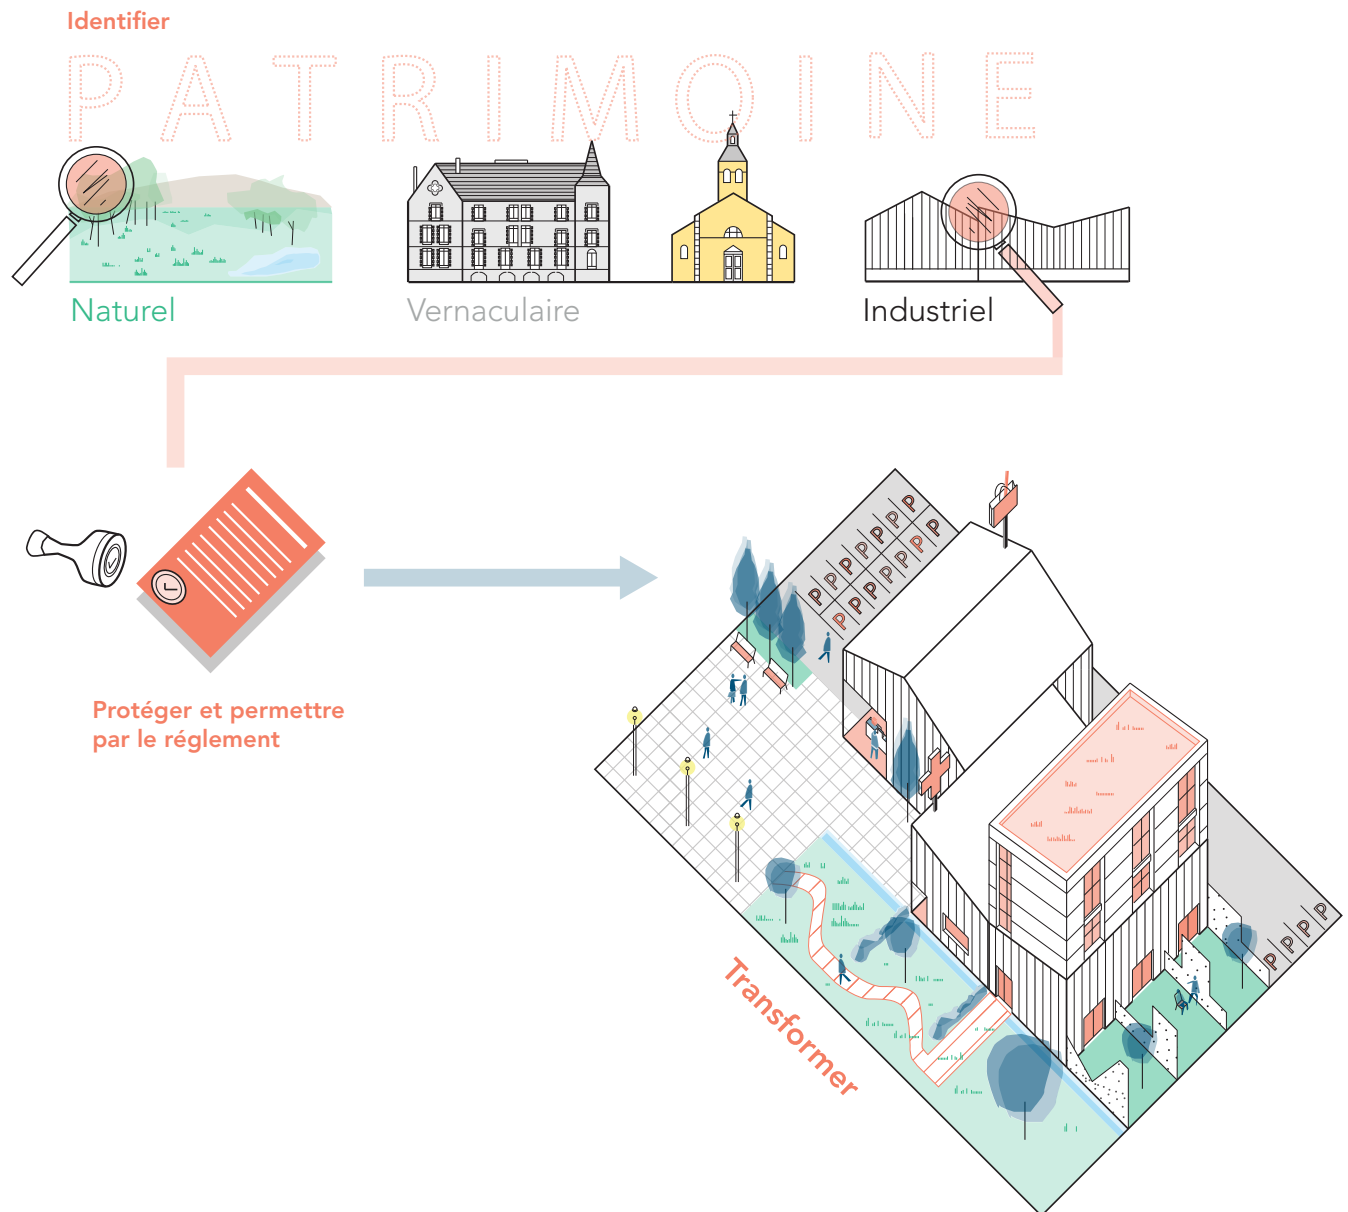 Identifier
PATRIMOINE
Naturel
Vernaculaire
Industriel
Protéger et permettre
par le réglement
P P P P P P P
P P P P P P
Transformer
P P P P